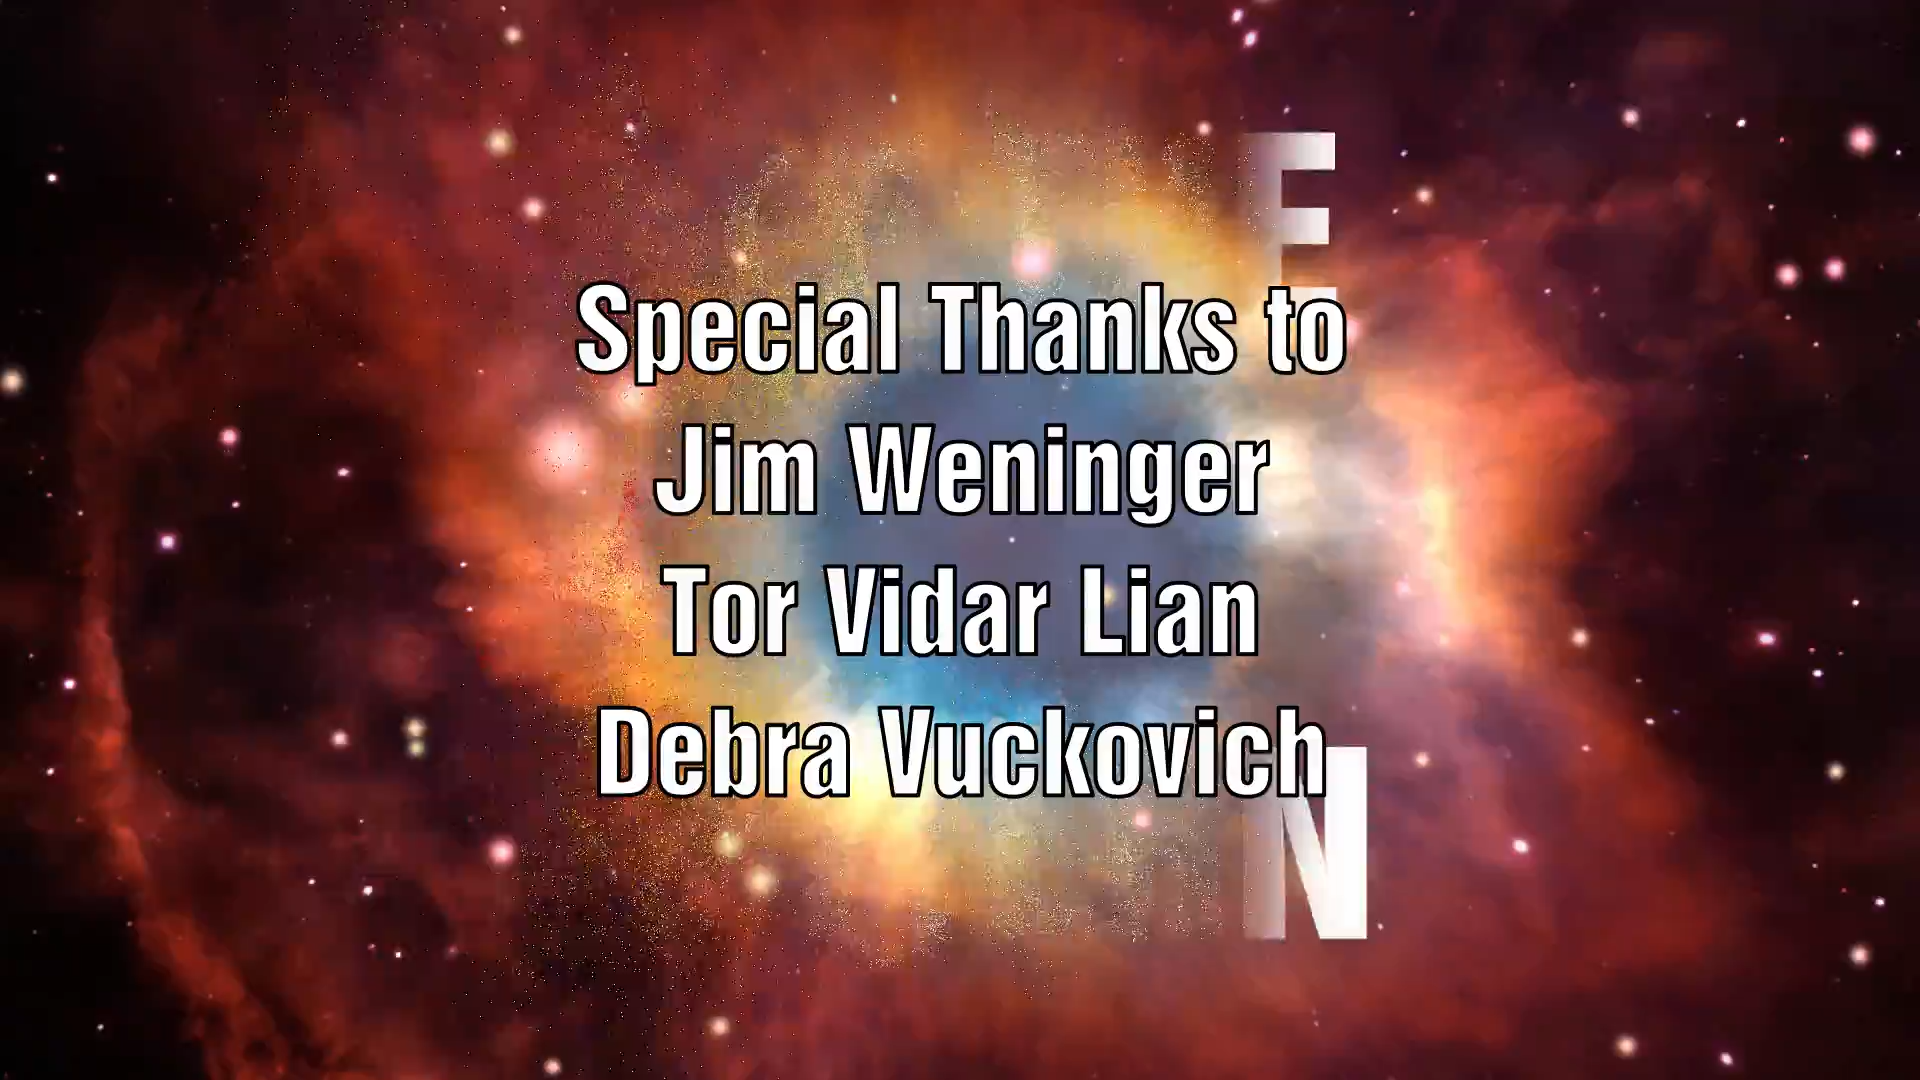 E
Special Thanks to
Jim Weninger
Tor Vidar Lian
Debra Vuckovich
N